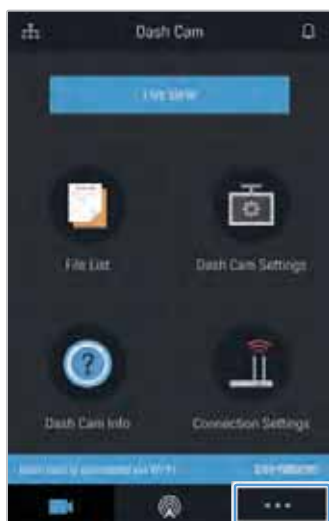 Dash Cam
Live View
File List
Dash Cam Settings
Dash Cam Info
Connection Settings